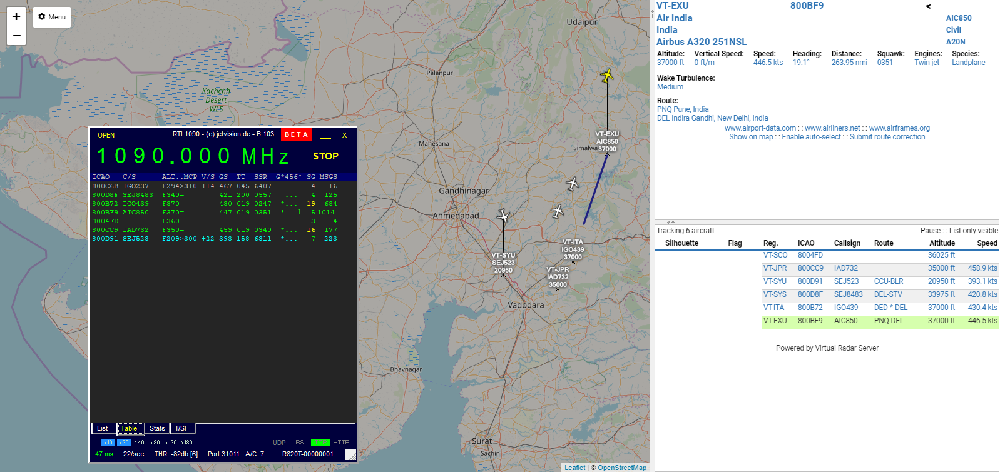 +
−
Menu
Udaipur
Palanpur
Kachchh
Desert
WLS
Mahesana
Simalwa
Gandhinagar
Ahmedabad
Vadodara
Bhavnagar
Surat
Sachin
VT-EXU
AIC850
37000
VT-ITA
IGO439
37000
VT-SYU
SEJ523
20950
VT-JPR
IAD732
35000
Leaflet | © OpenStreetMap
OPEN RTL1090 - (c) jetvision.de - B:103 BETA __ X
1090.000 MHz STOP
ICAO C/S ALT..MCP V/S GS TT SSR G*456^ SG MSGS
800C6B IGO237 F294>310 +14 467 045 6407 .. 4 16
800D8F SEJ8483 F340= 421 200 0557 *... 4 125
800B72 IGO439 F370= 430 019 0247 *... 19 684
800BF9 AIC850 F370= 447 019 0351 *... 5 1014
8004FD F360 3 4
800CC9 IAD732 F350= 459 019 0340 *... 16 177
800D91 SEJ523 F209>300 +22 393 158 6311 *... 7 223
List Table Stats II/SI
>10 >20 >40 >80 >120 >180 UDP BS HTTP
47 ms 22/sec THR: -82db [6] Port:31011 A/C: 7 R820T-00000001
VT-EXU 800BF9
Air India AIC850
India Civil
Airbus A320 251NSL A20N
Altitude: Vertical Speed: Speed: Heading: Distance: Squawk: Engines: Species:
37000 ft 0 ft/m 446.5 kts 19.1° 263.95 nmi 0351 Twin jet Landplane
Wake Turbulence:
Medium
Route:
PNQ Pune, India
DEL Indira Gandhi, New Delhi, India
www.airport-data.com : : www.airliners.net : : www.airframes.org
Show on map : : Enable auto-select : : Submit route correction
Tracking 6 aircraft Pause : : List only visible
Silhouette Flag Reg. ICAO Callsign Route Altitude Speed
VT-SCO 8004FD 36025 ft
VT-JPR 800CC9 IAD732 35000 ft 458.9 kts
VT-SYU 800D91 SEJ523 CCU-BLR 20950 ft 393.1 kts
VT-SYS 800D8F SEJ8483 DEL-STV 33975 ft 420.8 kts
VT-ITA 800B72 IGO439 DED-*-DEL 37000 ft 430.4 kts
VT-EXU 800BF9 AIC850 PNQ-DEL 37000 ft 446.5 kts
Powered by Virtual Radar Server